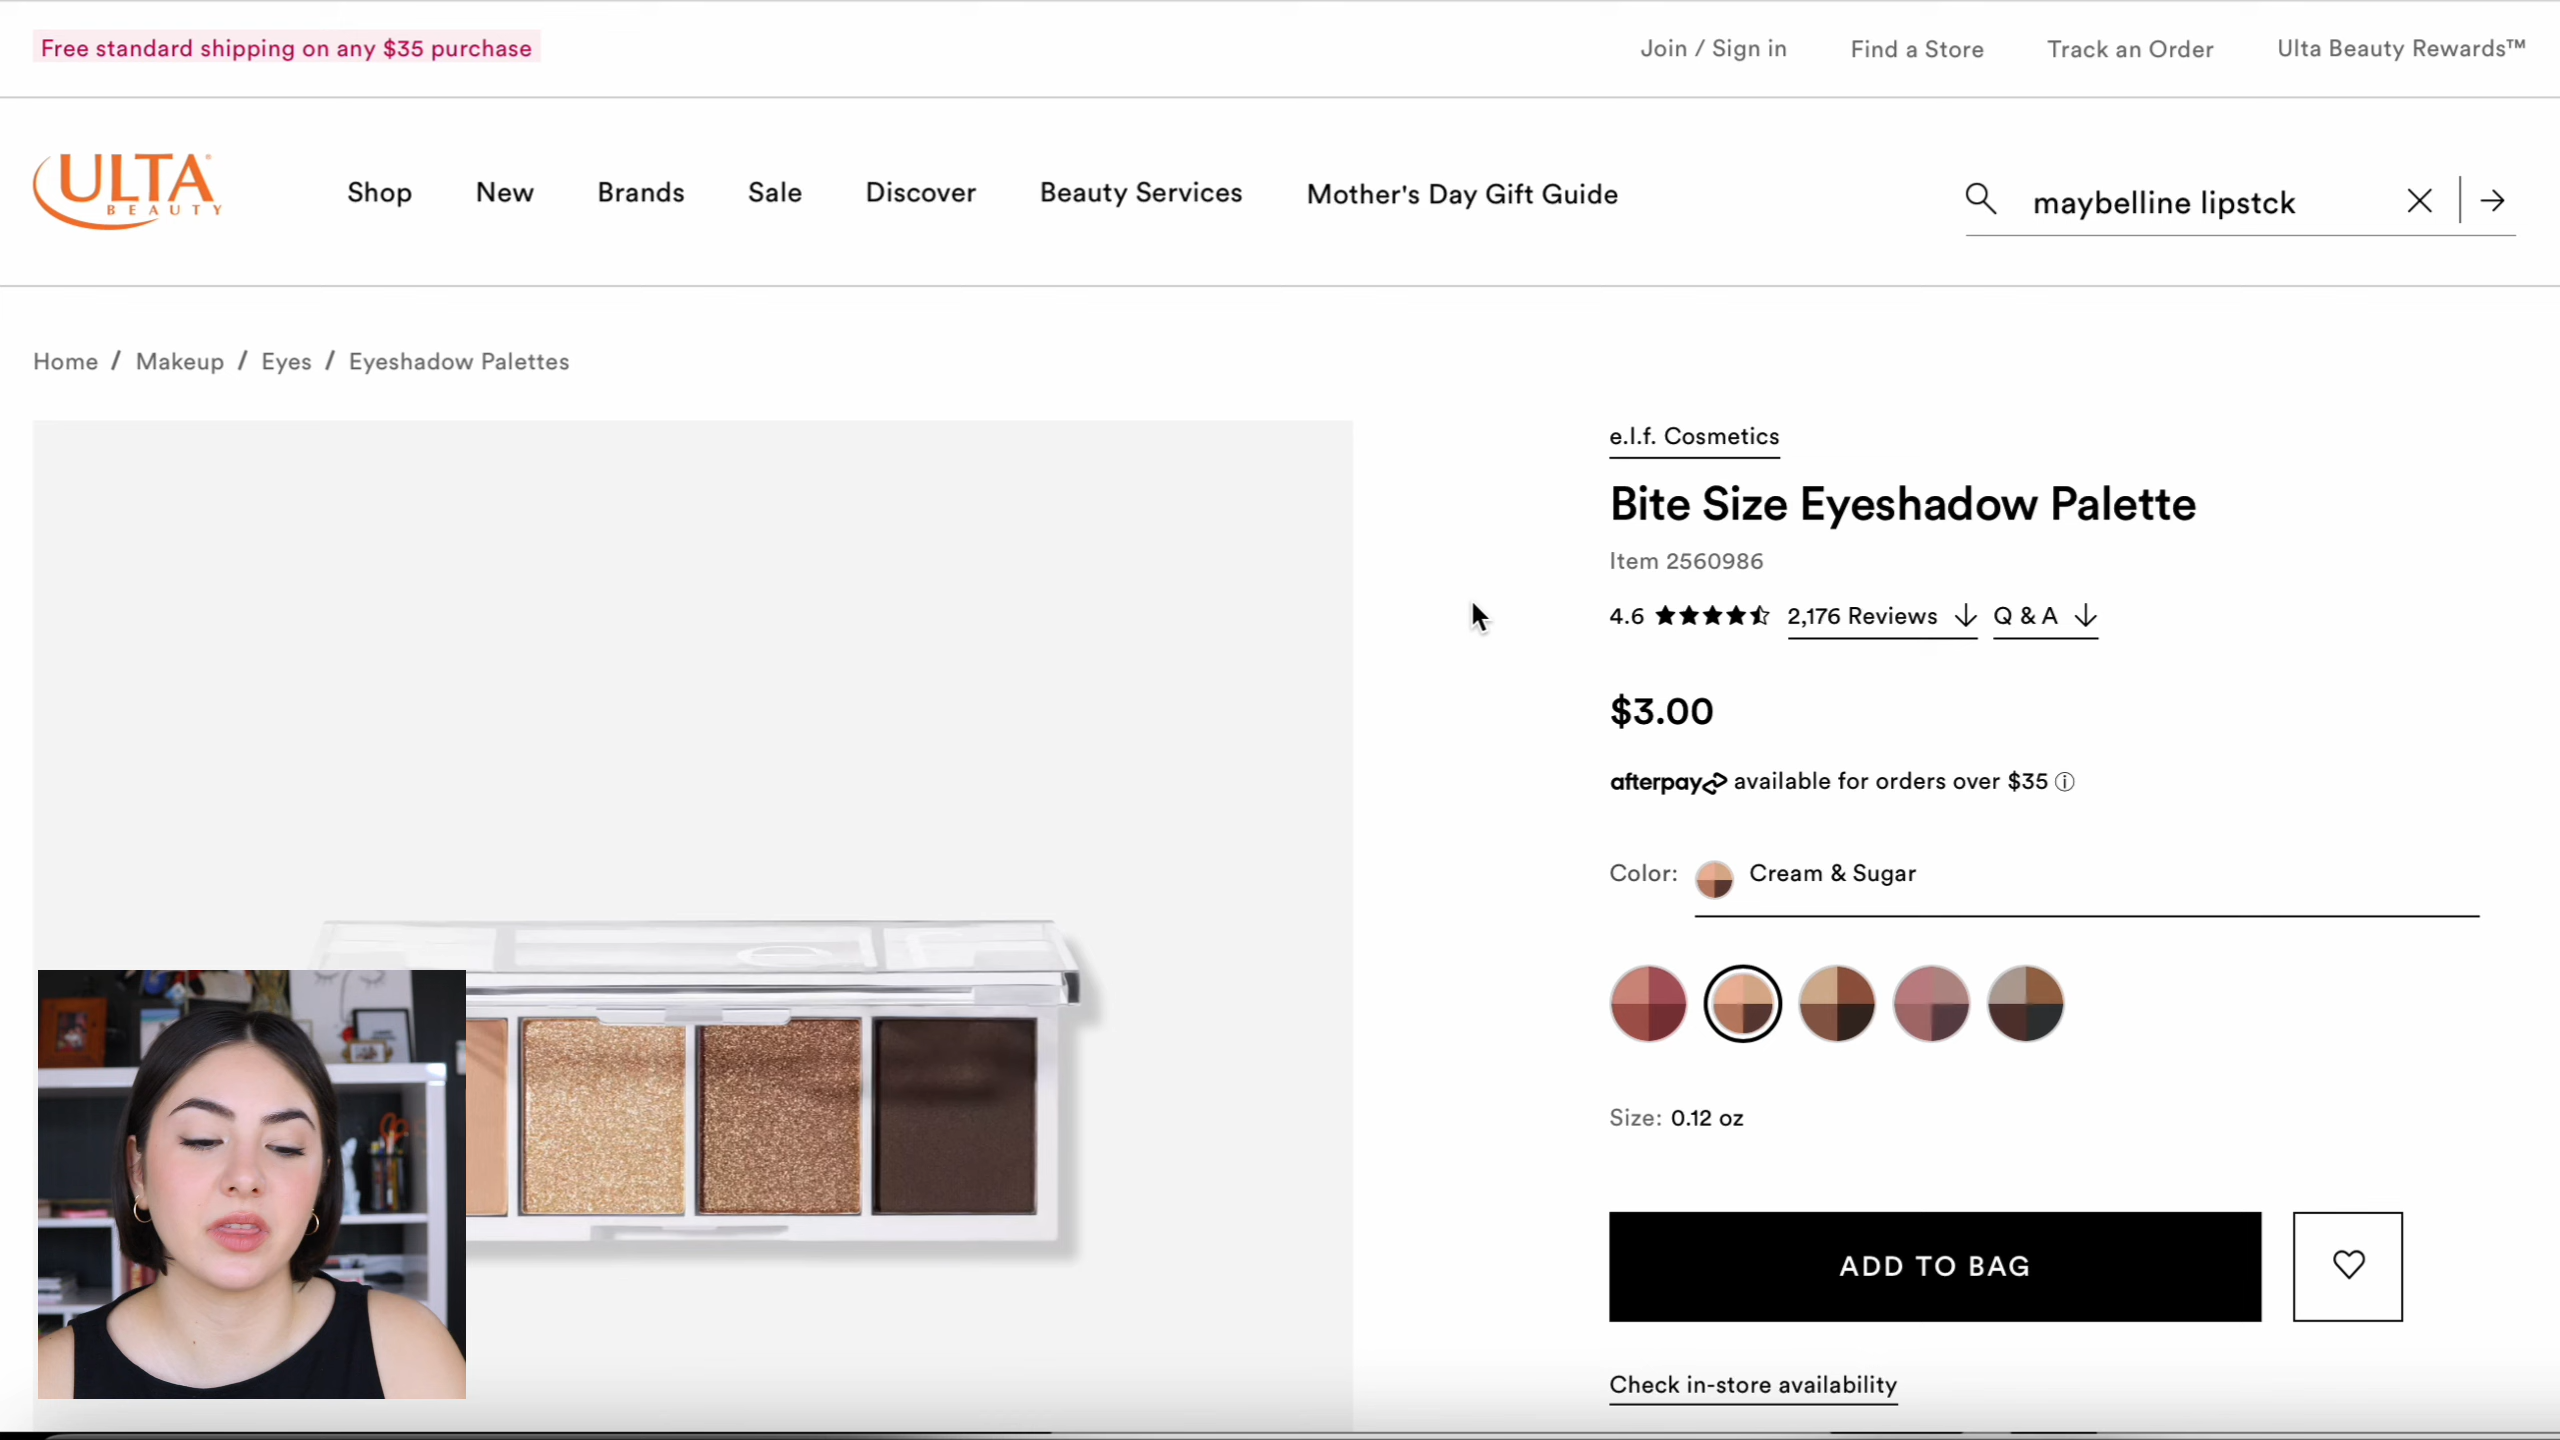 Free standard shipping on any $35 purchase
Join / Sign in
Find a Store
Track an Order
Ulta Beauty Rewards™
ULTA
BEAUTY
Shop
New
Brands
Sale
Discover
Beauty Services
Mother's Day Gift Guide
maybelline lipstck
Home / Makeup / Eyes / Eyeshadow Palettes
e.l.f. Cosmetics
Bite Size Eyeshadow Palette
Item 2560986
4.6
2,176 Reviews
Q & A
$3.00
afterpay available for orders over $35
Color: Cream & Sugar
Size: 0.12 oz
ADD TO BAG
Check in-store availability